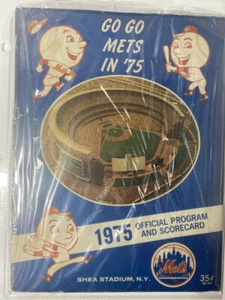 GO GO
METS
IN '75
1975 OFFICIAL PROGRAM
AND SCORECARD
Mets
SHEA STADIUM, N.Y.
35¢